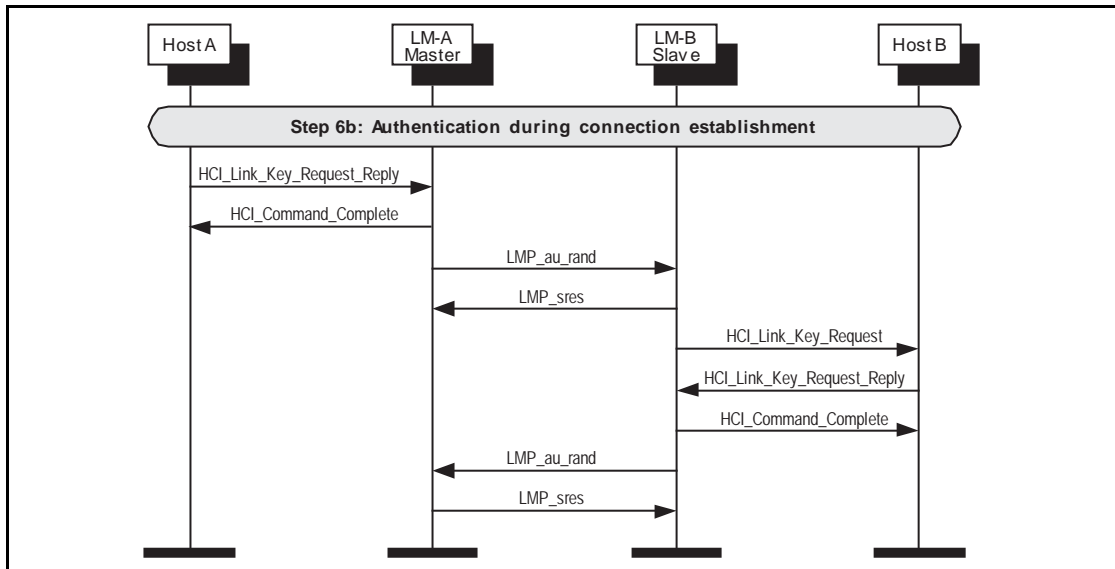 Host A
LM-A
Master
LM-B
Slave
Host B
Step 6b: Authentication during connection establishment
HCI_Link_Key_Request_Reply
HCI_Command_Complete
LMP_au_rand
LMP_sres
HCI_Link_Key_Request
HCI_Link_Key_Request_Reply
HCI_Command_Complete
LMP_au_rand
LMP_sres